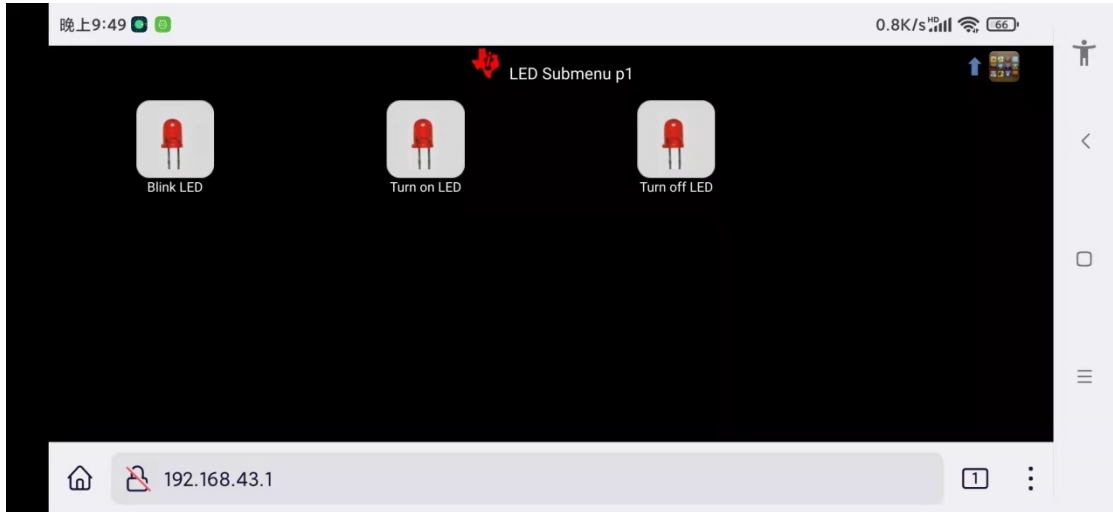 晚上9:49
0.8K/s HD 66
LED Submenu p1
Blink LED Turn on LED Turn off LED
192.168.43.1
1